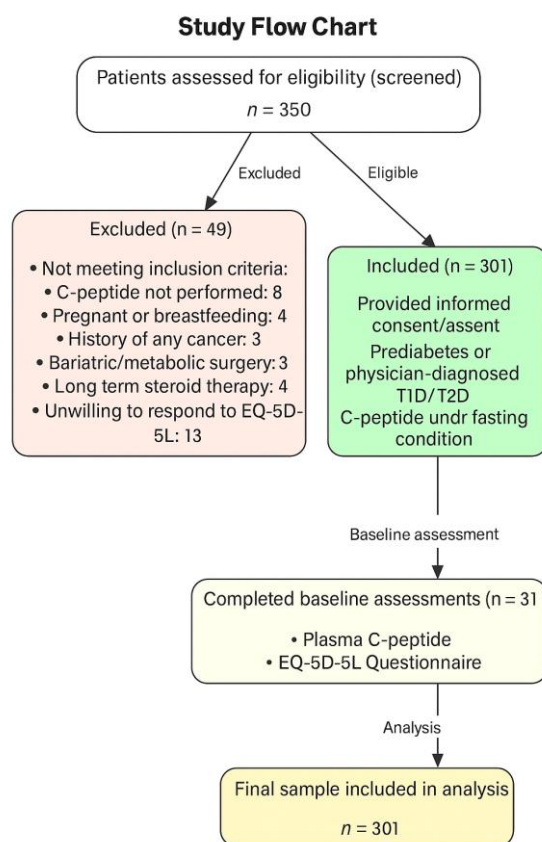 Study Flow Chart
Patients assessed for eligibility (screened)
n = 350
Excluded
Eligible
Excluded (n = 49)
• Not meeting inclusion criteria:
• C-peptide not performed: 8
• Pregnant or breastfeeding: 4
• History of any cancer: 3
• Bariatric/metabolic surgery: 3
• Long term steroid therapy: 4
• Unwilling to respond to EQ-5D-
5L: 13
Included (n = 301)
Provided informed
consent/assent
Prediabetes or
physician-diagnosed
T1D/T2D
C-peptide undr fasting
condition
Baseline assessment
Completed baseline assessments (n = 31
• Plasma C-peptide
• EQ-5D-5L Questionnaire
Analysis
Final sample included in analysis
n = 301